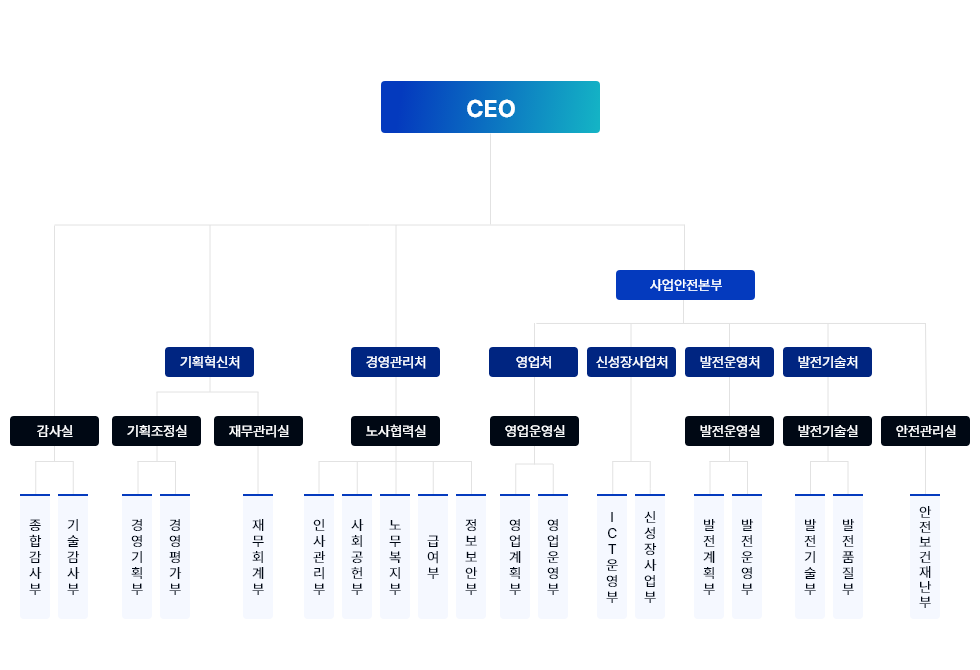 CEO
사업안전본부
기획혁신처
경영관리처
영업처
신성장사업처
발전운영처
발전기술처
감사실
기획조정실
재무관리실
노사협력실
영업운영실
발전운영실
발전기술실
안전관리실
종합감사부
기술감사부
경영기획부
경영평가부
재무회계부
인사관리부
사회공헌부
노무복지부
급여부
정보보안부
영업계획부
영업운영부
ICT운영부
신성장사업부
발전계획부
발전운영부
발전기술부
발전품질부
안전보건재난부